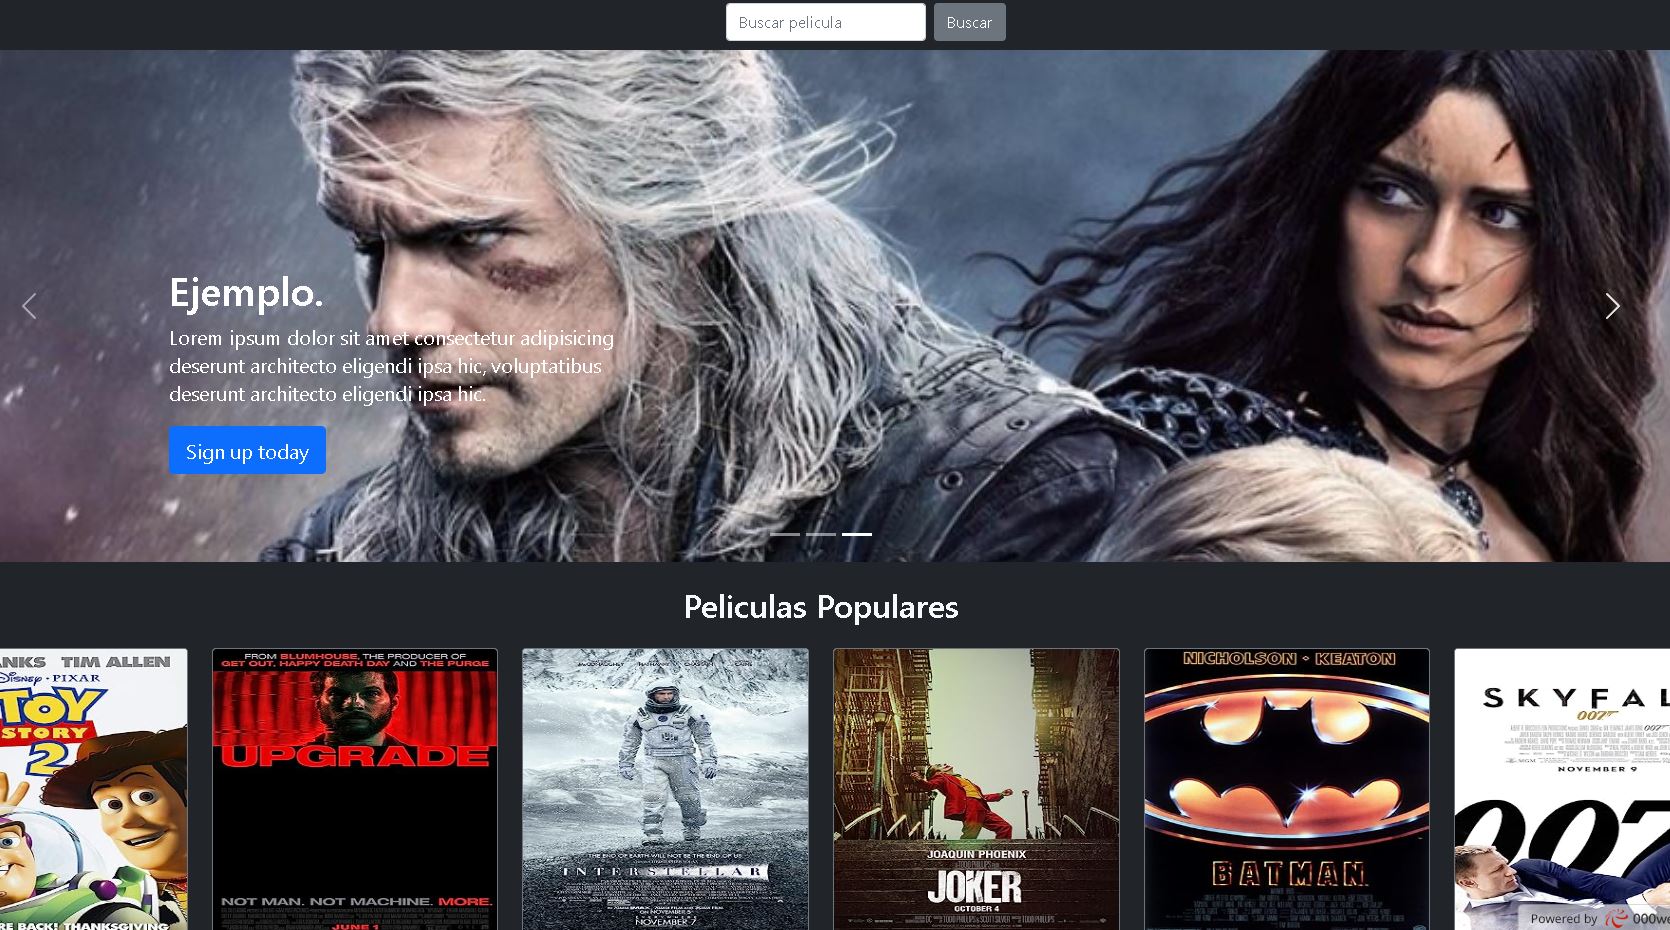 Buscar pelicula
Buscar
Ejemplo.
Lorem ipsum dolor sit amet consectetur adipisicing
deserunt architecto eligendi ipsa hic, voluptatibus
deserunt architecto eligendi ipsa hic.
Sign up today
Peliculas Populares
NKS TIM ALLEN
Disney • PIXAR
TOY
STORY
2
RE BACK! THANKSGIVING
FROM BLUMHOUSE, THE PRODUCER OF
GET OUT, HAPPY DEATH DAY AND THE PURGE
UPGRADE
NOT MAN. NOT MACHINE. MORE.
JUNE 1
THE END OF EARTH WILL NOT BE THE END OF US
INTERSTELLAR
NOVEMBER 7
JOAQUIN PHOENIX
JOKER
OCTOBER 4
NICHOLSON • KEATON
BATMAN
SKYFAL
007
NOVEMBER 9
007
Powered by 000we